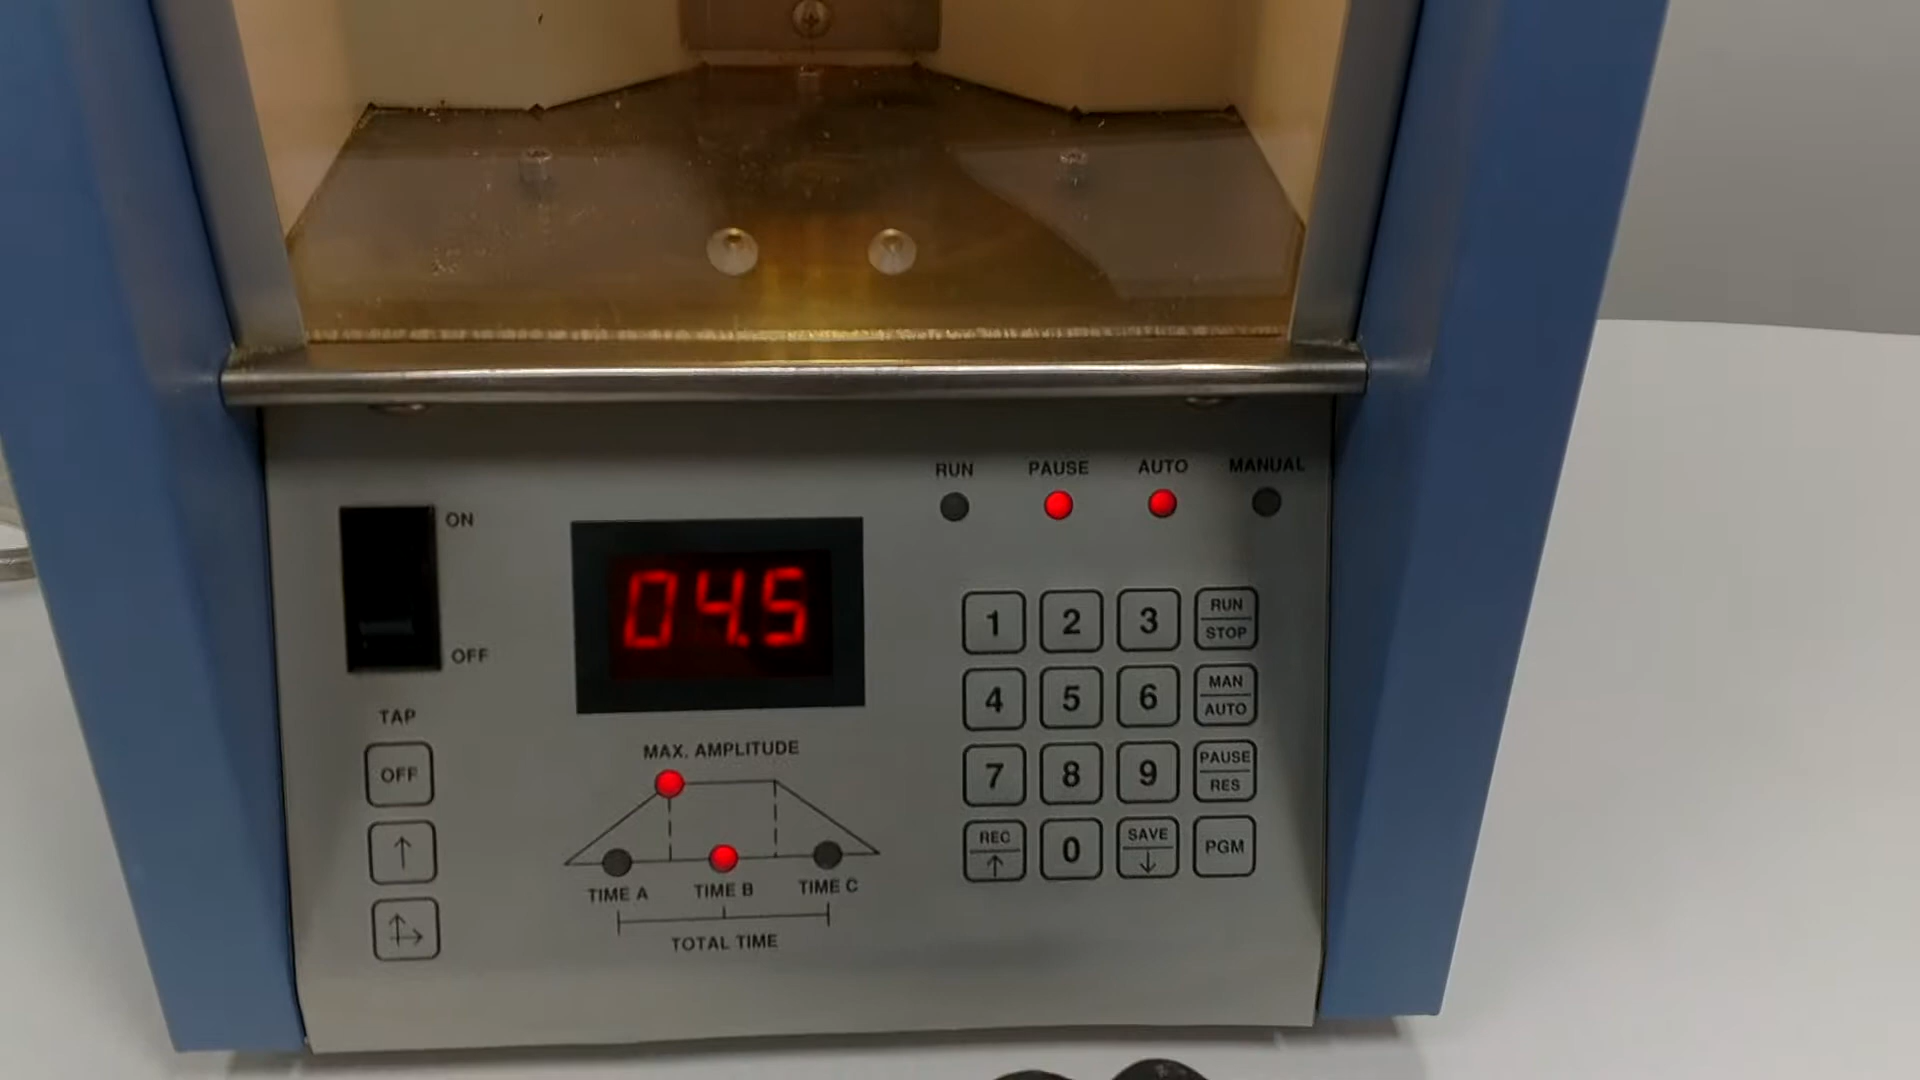 RUN PAUSE AUTO MANUAL
ON
OFF
04.5
TAP
OFF
MAX. AMPLITUDE
TIME A TIME B TIME C
TOTAL TIME
1 2 3 RUN
STOP
4 5 6 MAN
AUTO
7 8 9 PAUSE
RES
REC 0 SAVE PGM